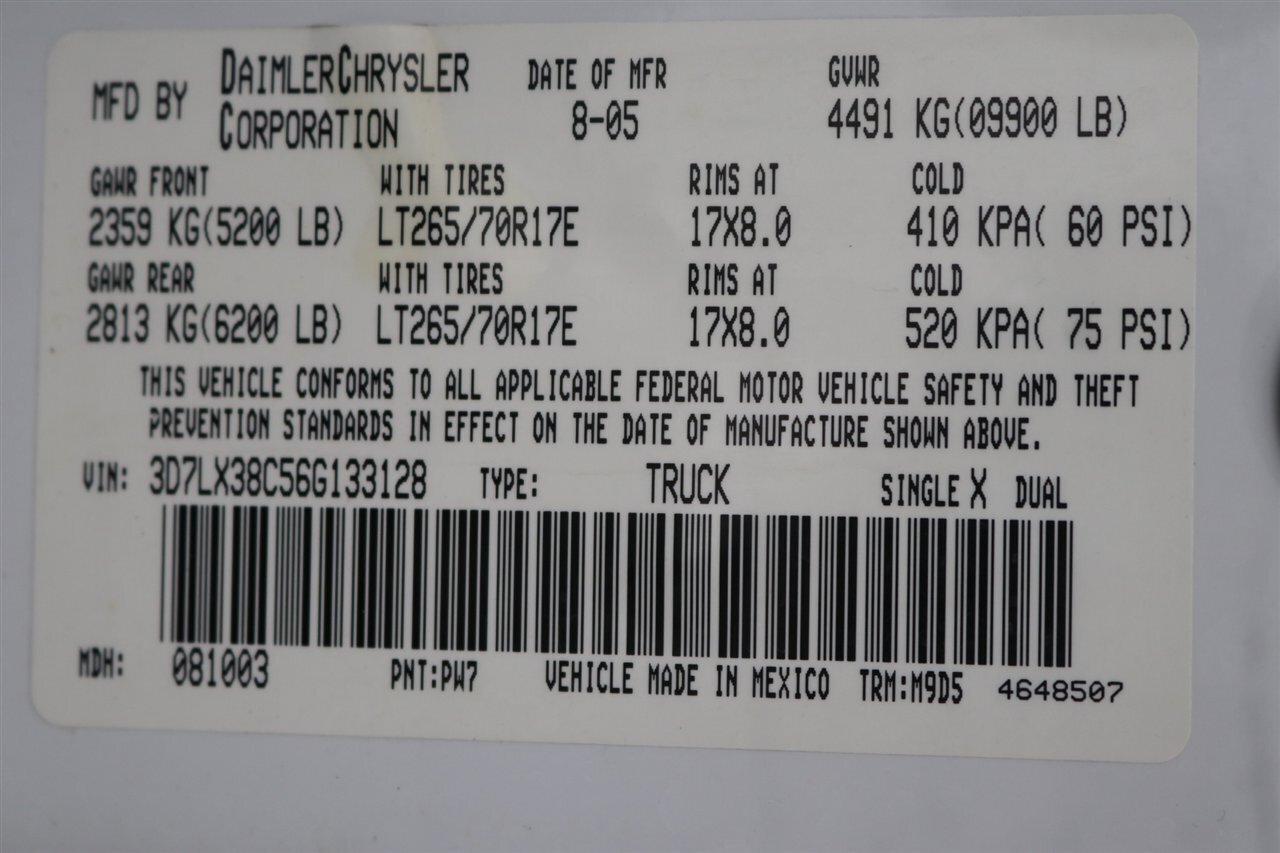 MFD BY DAIMLERCHRYSLER CORPORATION DATE OF MFR 8-05 GVWR 4491 KG(09900 LB)
GAWR FRONT WITH TIRES RIMS AT COLD
2359 KG(5200 LB) LT265/70R17E 17X8.0 410 KPA( 60 PSI)
GAWR REAR WITH TIRES RIMS AT COLD
2813 KG(6200 LB) LT265/70R17E 17X8.0 520 KPA( 75 PSI)
THIS VEHICLE CONFORMS TO ALL APPLICABLE FEDERAL MOTOR VEHICLE SAFETY AND THEFT
PREVENTION STANDARDS IN EFFECT ON THE DATE OF MANUFACTURE SHOWN ABOVE.
VIN: 3D7LX38C56G133128 TYPE: TRUCK SINGLE X DUAL
MDH: 081003 PNT:PW7 VEHICLE MADE IN MEXICO TRM:M9D5 4648507